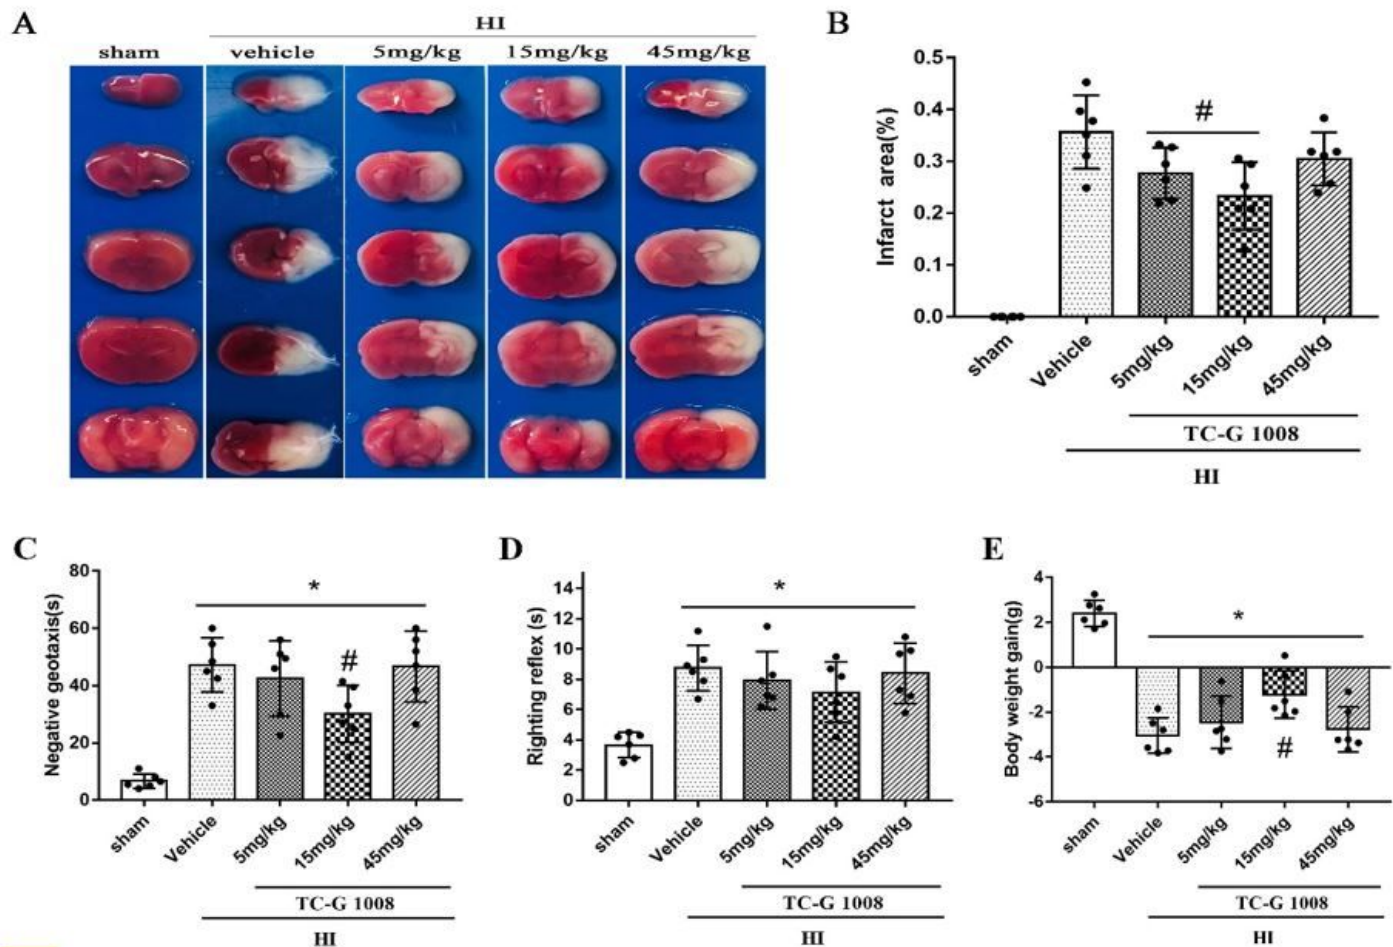 A
HI
sham vehicle 5mg/kg 15mg/kg 45mg/kg
B
Infarct area(%)
0.5
0.4
0.3
0.2
0.1
0.0
#
sham Vehicle 5mg/kg 15mg/kg 45mg/kg
TC-G 1008
HI
C
Negative geotaxis(s)
80
60
40
20
0
*
#
sham Vehicle 5mg/kg 15mg/kg 45mg/kg
TC-G 1008
HI
D
Righting reflex (s)
14
12
10
8
6
4
2
0
*
sham Vehicle 5mg/kg 15mg/kg 45mg/kg
TC-G 1008
HI
E
Body weight gain(g)
4
2
0
-2
-4
-6
*
#
sham Vehicle 5mg/kg 15mg/kg 45mg/kg
TC-G 1008
HI